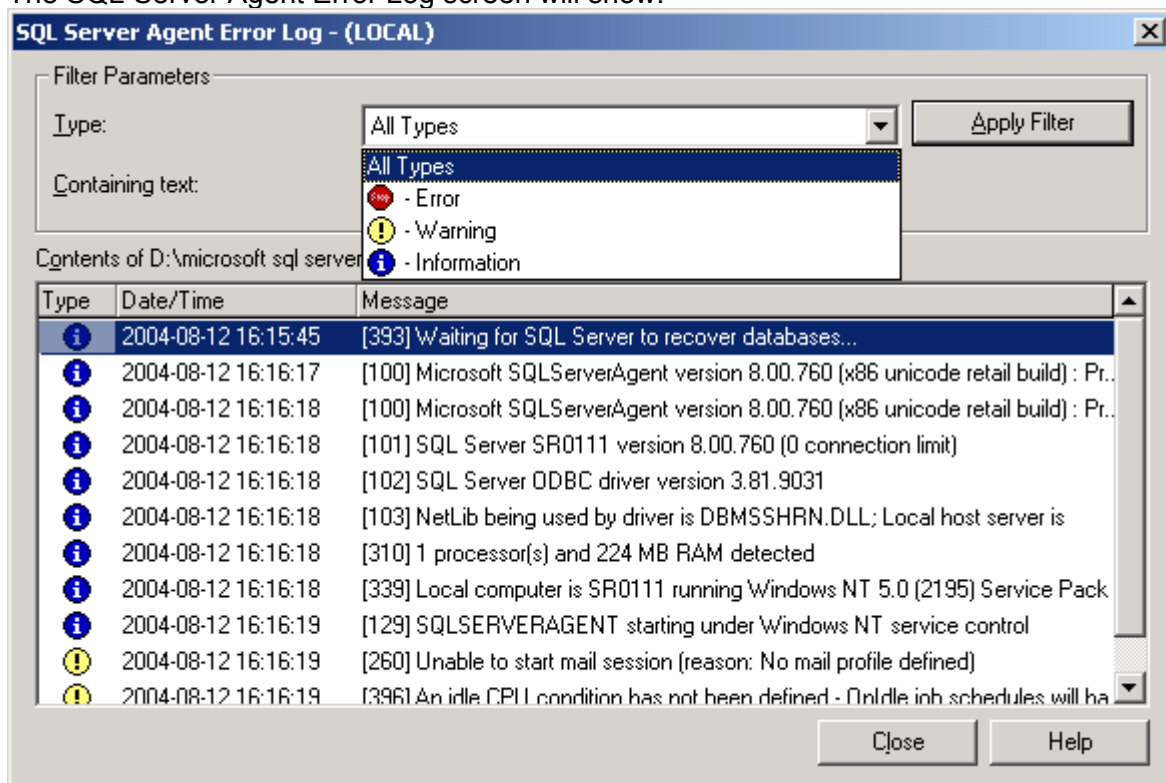 The SQL Server Agent Error Log screen will show:
SQL Server Agent Error Log - (LOCAL)
Filter Parameters
Type:
All Types
Apply Filter
All Types
Containing text:
Stop - Error
! - Warning
i - Information
Contents of D:\microsoft sql server
Type Date/Time Message
i 2004-08-12 16:15:45 [393] Waiting for SQL Server to recover databases...
i 2004-08-12 16:16:17 [100] Microsoft SQLServerAgent version 8.00.760 (x86 unicode retail build) : Pr..
i 2004-08-12 16:16:18 [100] Microsoft SQLServerAgent version 8.00.760 (x86 unicode retail build) : Pr..
i 2004-08-12 16:16:18 [101] SQL Server SR0111 version 8.00.760 (0 connection limit)
i 2004-08-12 16:16:18 [102] SQL Server ODBC driver version 3.81.9031
i 2004-08-12 16:16:18 [103] NetLib being used by driver is DBMSSHRN.DLL; Local host server is
i 2004-08-12 16:16:18 [310] 1 processor(s) and 224 MB RAM detected
i 2004-08-12 16:16:18 [339] Local computer is SR0111 running Windows NT 5.0 (2195) Service Pack
i 2004-08-12 16:16:19 [129] SQLSERVERAGENT starting under Windows NT service control
! 2004-08-12 16:16:19 [260] Unable to start mail session (reason: No mail profile defined)
! 2004-08-12 16:16:19 [396] An idle CPU condition has not been defined - OnIdle job schedules will ha
Close
Help